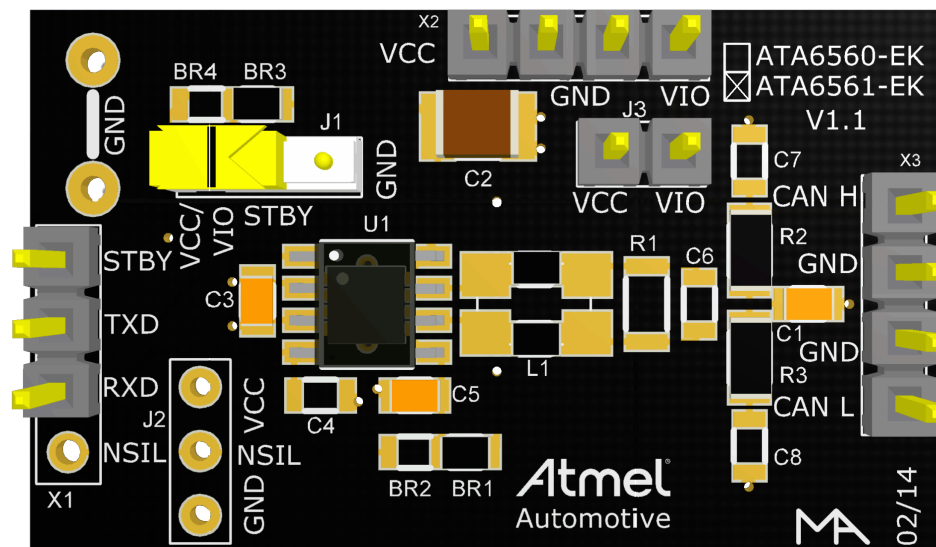 X2
VCC
GND
VIO
ATA6560-EK
ATA6561-EK
V1.1
BR4
BR3
J1
GND
GND
VCC/
VIO
STBY
C2
J3
VCC
VIO
C7
CAN H
X3
STBY
TXD
RXD
NSIL
X1
J2
VCC
NSIL
GND
C3
U1
C4
C5
L1
R1
C6
R2
GND
C1
GND
R3
CAN L
C8
BR2
BR1
Atmel®
Automotive
MA
02/14